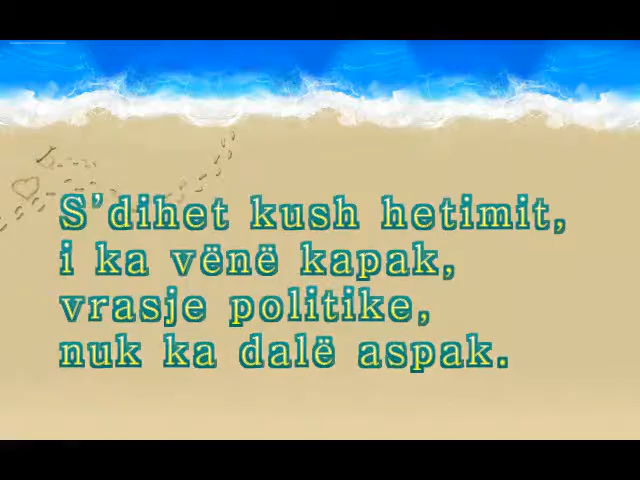 S'dihet kush hetimit,
i ka vënë kapak,
vrasje politike,
nuk ka dalë aspak.